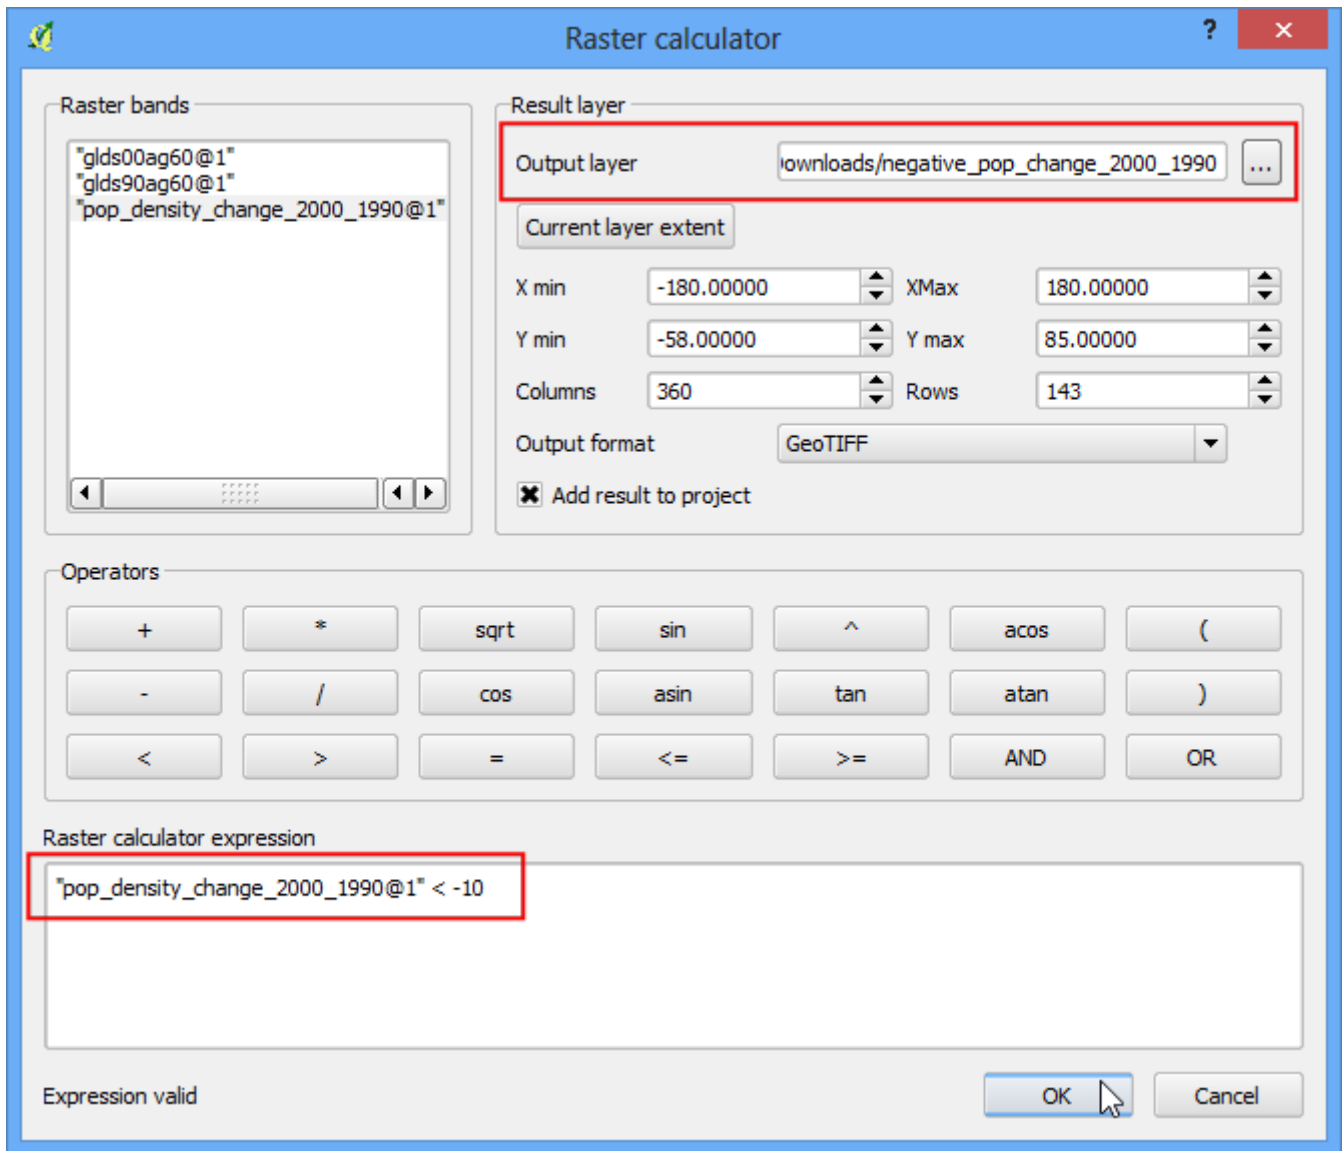 Raster calculator
?
×
Raster bands
"glds00ag60@1"
"glds90ag60@1"
"pop_density_change_2000_1990@1"
Result layer
Output layer ownloads/negative_pop_change_2000_1990 ...
Current layer extent
X min -180.00000 XMax 180.00000
Y min -58.00000 Y max 85.00000
Columns 360 Rows 143
Output format GeoTIFF
Add result to project
Operators
+ * sqrt sin ^ acos (
- / cos asin tan atan )
< > = <= >= AND OR
Raster calculator expression
"pop_density_change_2000_1990@1" < -10
Expression valid
OK Cancel